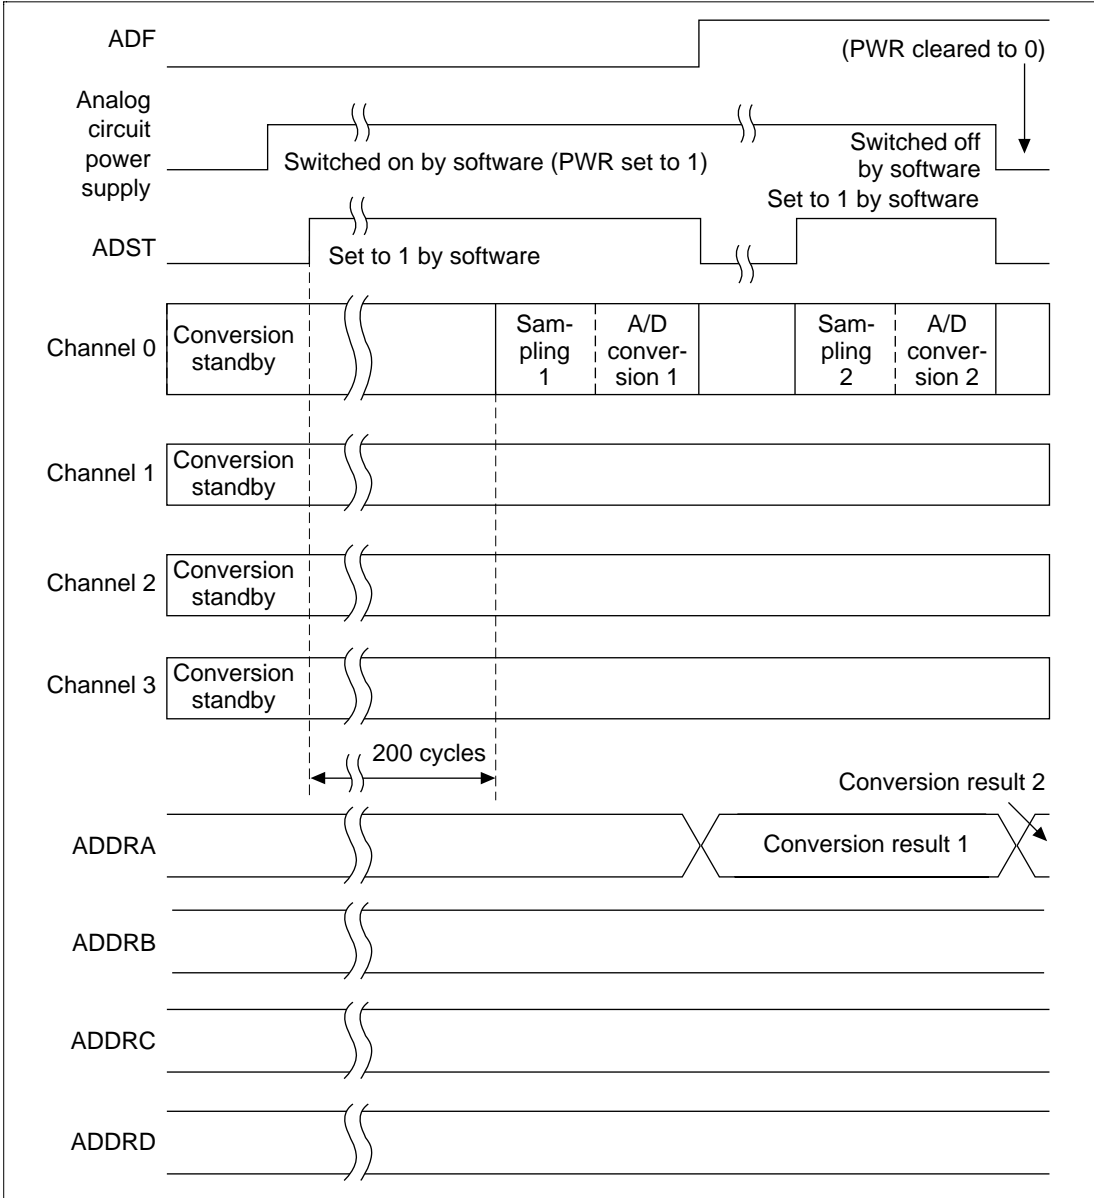 ADF
(PWR cleared to 0)
Analog
circuit
power
supply
Switched on by software (PWR set to 1)
Switched off
by software
Set to 1 by software
ADST
Set to 1 by software
Channel 0
Conversion
standby
Sam-
pling
1
A/D
conver-
sion 1
Sam-
pling
2
A/D
conver-
sion 2
Channel 1
Conversion
standby
Channel 2
Conversion
standby
Channel 3
Conversion
standby
200 cycles
Conversion result 2
ADDRA
Conversion result 1
ADDRB
ADDRC
ADDRD